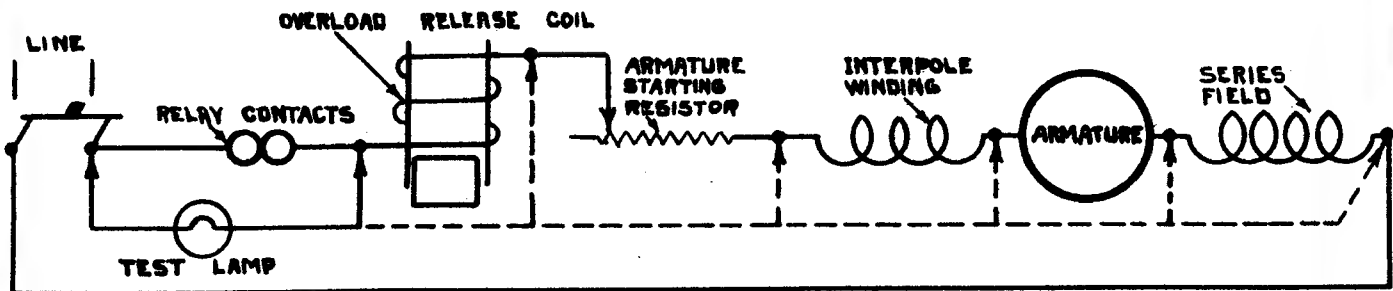 OVERLOAD RELEASE COIL
LINE
RELAY CONTACTS
ARMATURE
STARTING
RESISTOR
INTERPOLE
WINDING
ARMATURE
SERIES
FIELD
TEST LAMP